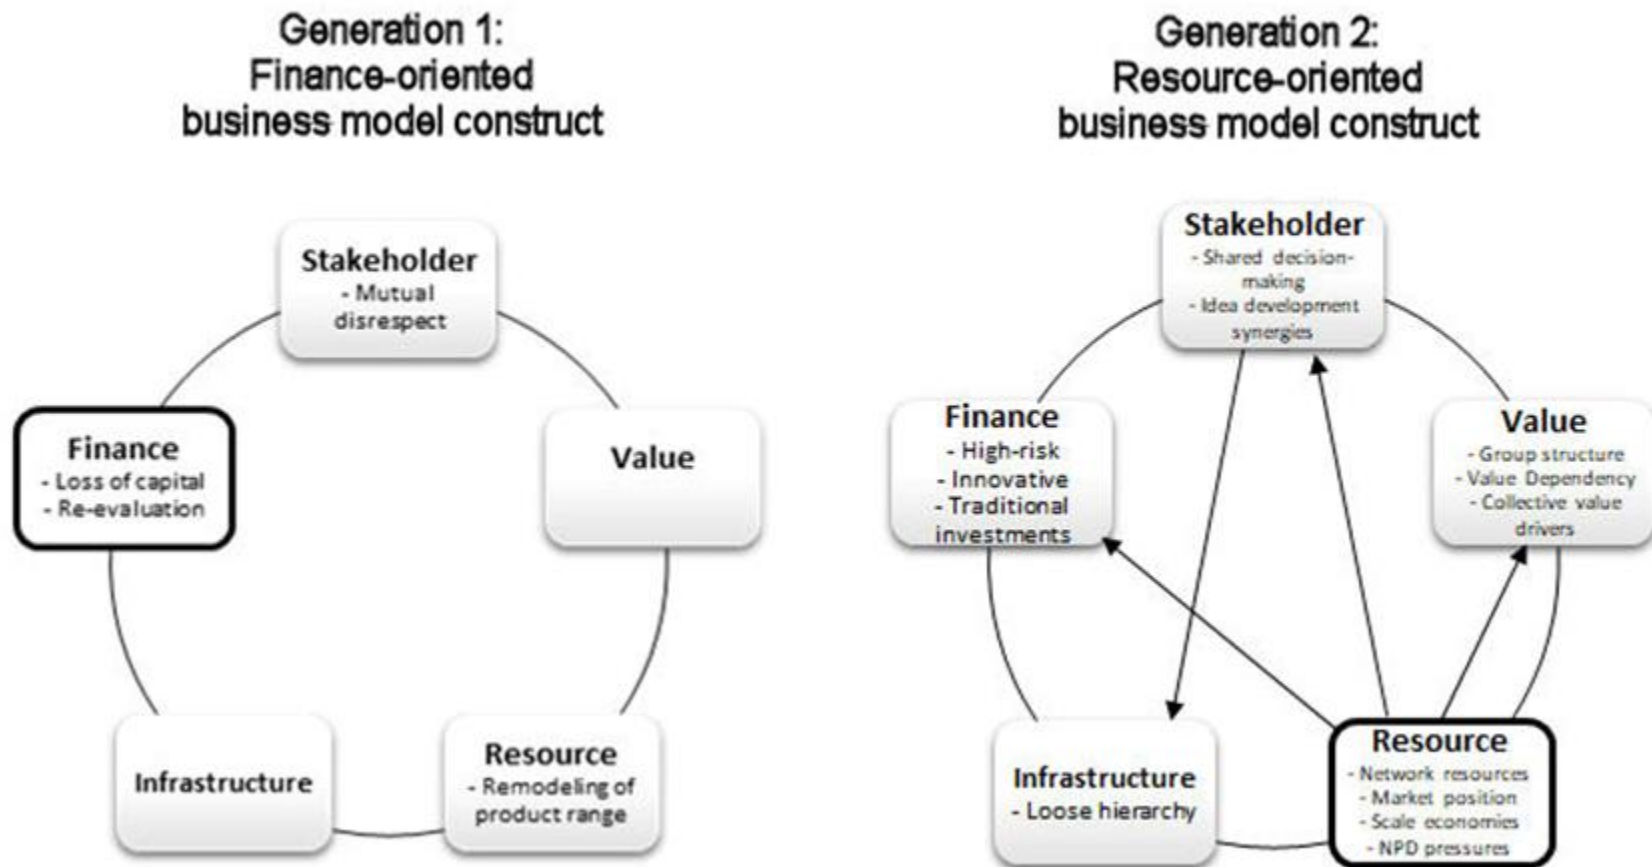 Generation 1:
Finance-oriented
business model construct
Stakeholder
- Mutual
disrespect
Finance
- Loss of capital
- Re-evaluation
Value
Infrastructure
Resource
- Remodeling of
product range
Generation 2:
Resource-oriented
business model construct
Stakeholder
- Shared decision-
making
- Idea development
synergies
Finance
- High-risk
- Innovative
- Traditional
investments
Value
- Group structure
- Value Dependency
- Collective value
drivers
Infrastructure
- Loose hierarchy
Resource
- Network resources
- Market position
- Scale economies
- NPD pressures